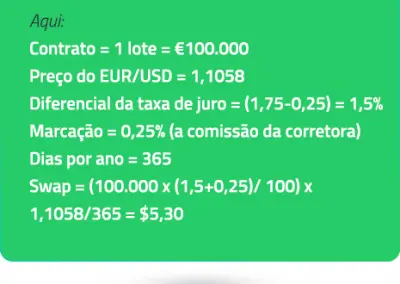 Aqui:
Contrato = 1 lote = €100.000
Preço do EUR/USD = 1,1058
Diferencial da taxa de juro = (1,75-0,25) = 1,5%
Marcação = 0,25% (a comissão da corretora)
Dias por ano = 365
Swap = (100.000 x (1,5+0,25)/ 100) x
1,1058/365 = $5,30